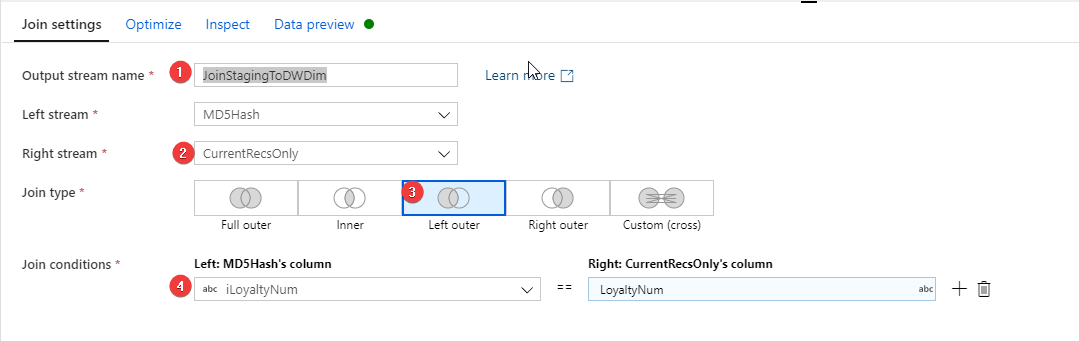 Join settings Optimize Inspect Data preview
Output stream name * 1 JoinStagingToDWDim Learn more
Left stream * MD5Hash
Right stream * 2 CurrentRecsOnly
Join type * 3
Full outer Inner Left outer Right outer Custom (cross)
Join conditions * Left: MD5Hash's column Right: CurrentRecsOnly's column
4 abc iLoyaltyNum == LoyaltyNum abc